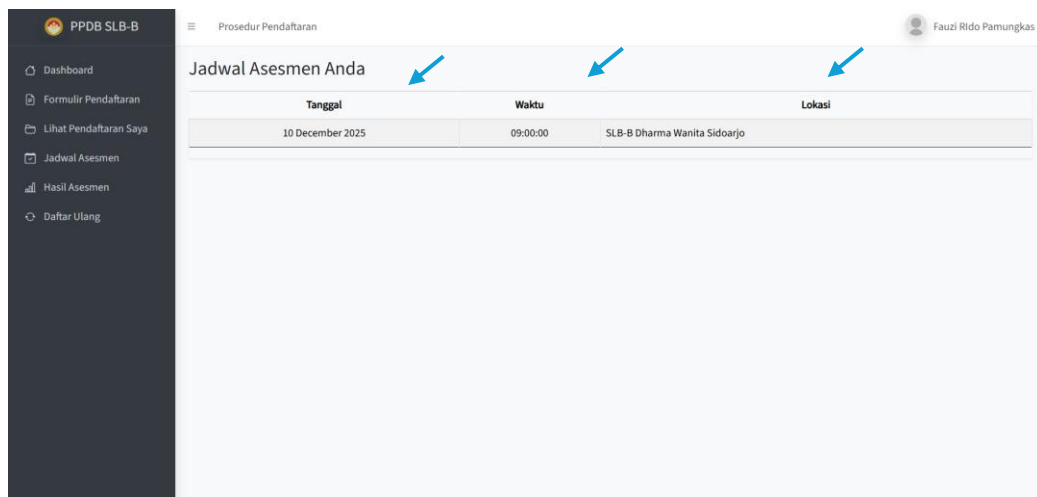 PPDB SLB-B
Prosedur Pendaftaran
Fauzi RIdo Pamungkas
Dashboard
Formulir Pendaftaran
Lihat Pendaftaran Saya
Jadwal Asesmen
Hasil Asesmen
Daftar Ulang
Jadwal Asesmen Anda
Tanggal Waktu Lokasi
10 December 2025 09:00:00 SLB-B Dharma Wanita Sidoarjo